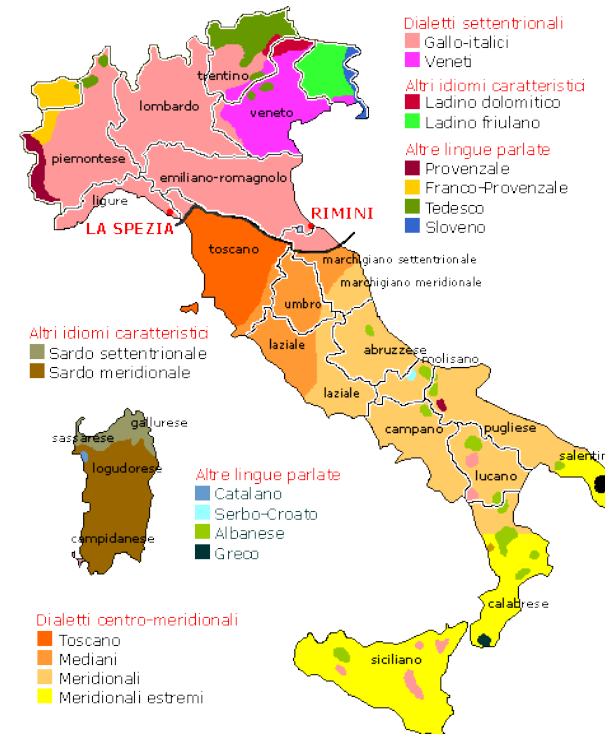 Dialetti settentrionali
Gallo-italici
Veneti
Altri idiomi caratteristici
Ladino dolomitico
Ladino friulano
Altre lingue parlate
Provenzale
Franco-Provenzale
Tedesco
Sloveno
trentino
lombardo
veneto
piemontese
emiliano-romagnolo
ligure
LA SPEZIA
RIMINI
toscano
marchigiano settentrionale
marchigiano meridionale
umbro
laziale
abruzzese
molisano
laziale
campano
pugliese
salentin
lucano
calabrese
siciliano
Altri idiomi caratteristici
Sardo settentrionale
Sardo meridionale
gallurese
sassarese
logudorese
campidanese
Altre lingue parlate
Catalano
Serbo-Croato
Albanese
Greco
Dialetti centro-meridionali
Toscano
Mediani
Meridionali
Meridionali estremi